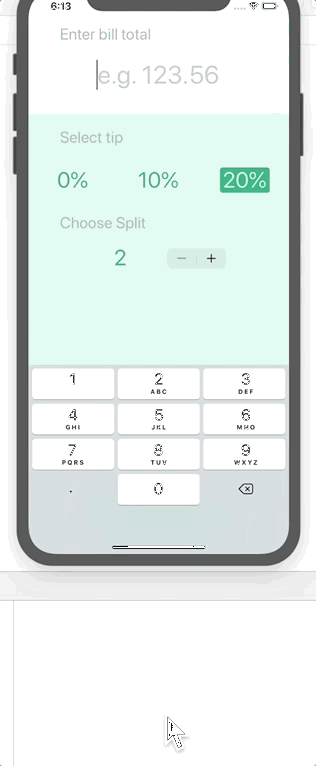 6:13
Enter bill total
e.g. 123.56
Select tip
0% 10% 20%
Choose Split
2 − +
1 2 3
ABC DEF
4 5 6
GHI JKL MNO
7 8 9
PQRS TUV WXYZ
. 0